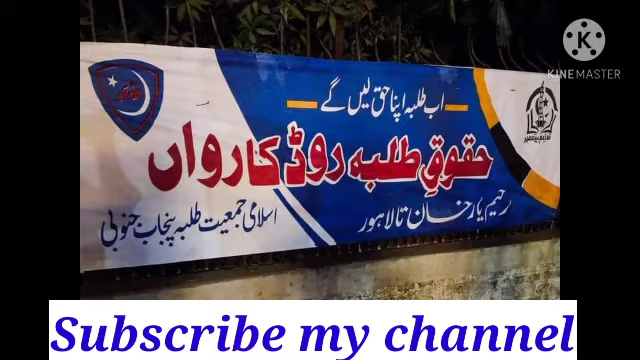 KINEMASTER
اب طلبہ اپنا حق لیں گے
حقوقِ طلبہ روڈ کارواں
رحیم یار خان تا لاہور
اسلامی جمعیت طلبہ پنجاب جنوبی
Subscribe my channel